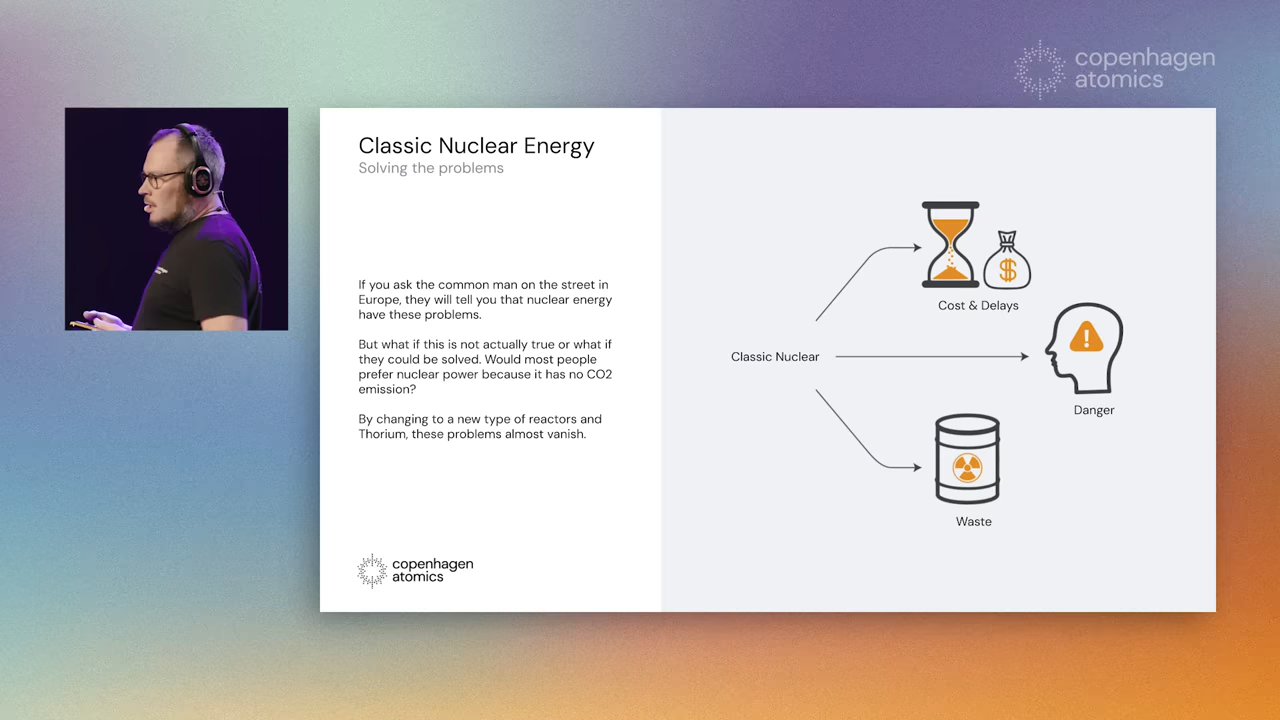 copenhagen
atomics
Classic Nuclear Energy
Solving the problems
If you ask the common man on the street in
Europe, they will tell you that nuclear energy
have these problems.
But what if this is not actually true or what if
they could be solved. Would most people
prefer nuclear power because it has no CO2
emission?
By changing to a new type of reactors and
Thorium, these problems almost vanish.
copenhagen
atomics
Classic Nuclear
$
Cost & Delays
!
Danger
Waste